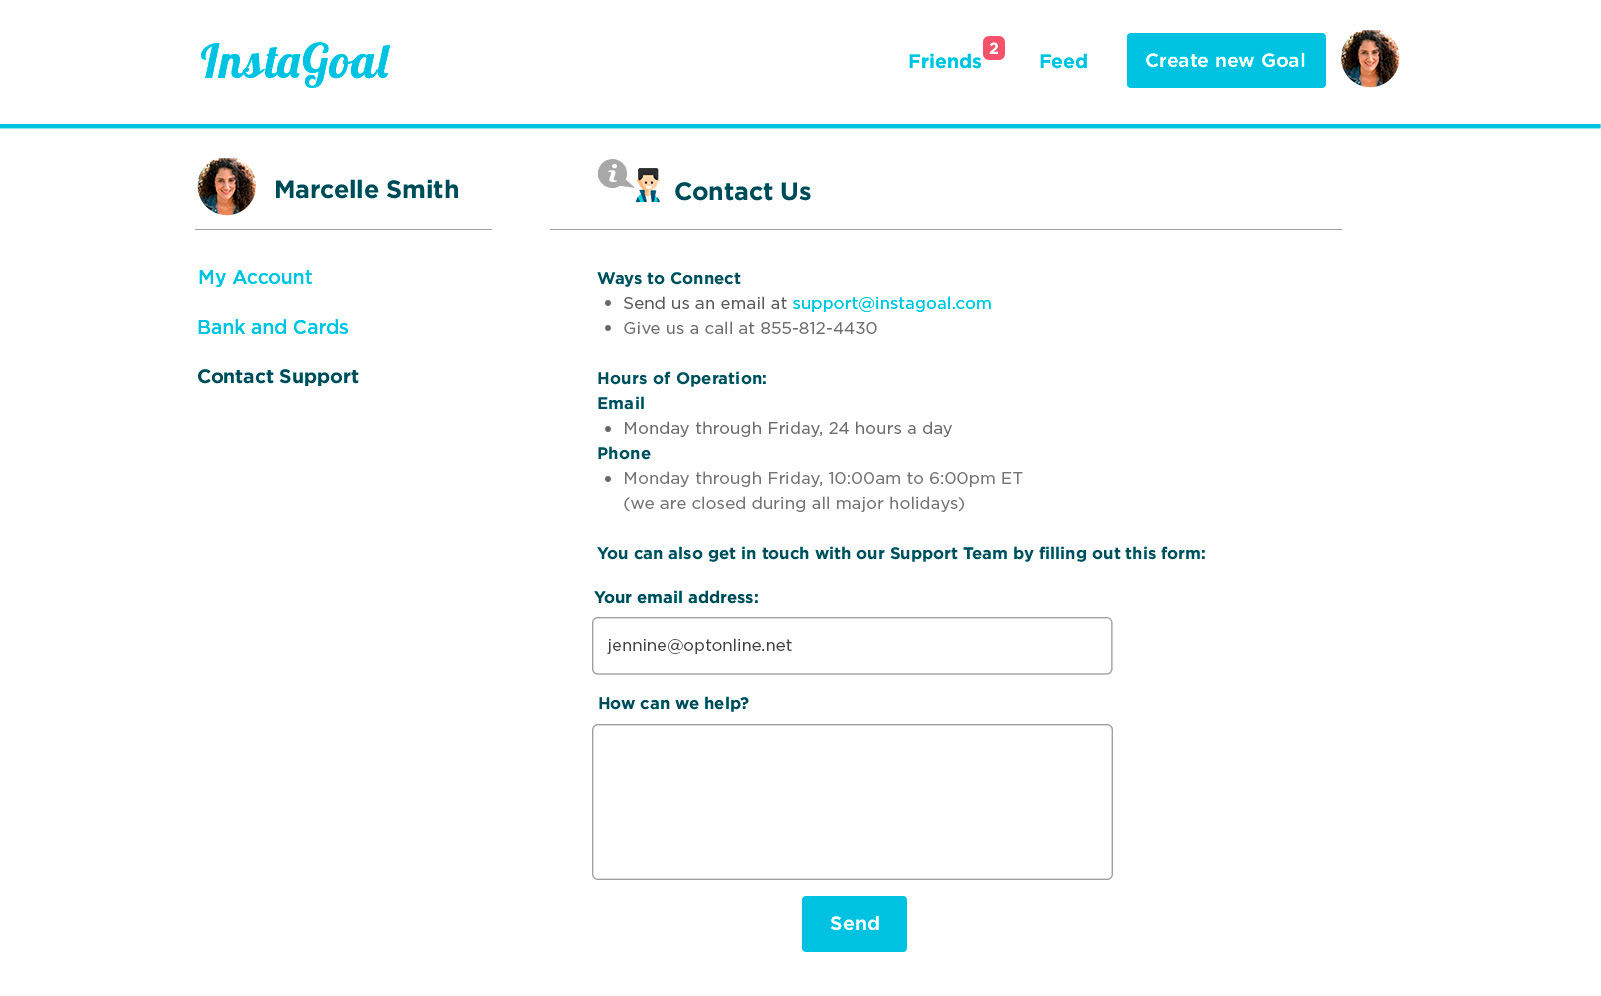 InstaGoal
Friends 2 Feed Create new Goal
Marcelle Smith
My Account
Bank and Cards
Contact Support
i Contact Us
Ways to Connect
• Send us an email at support@instagoal.com
• Give us a call at 855-812-4430
Hours of Operation:
Email
• Monday through Friday, 24 hours a day
Phone
• Monday through Friday, 10:00am to 6:00pm ET
(we are closed during all major holidays)
You can also get in touch with our Support Team by filling out this form:
Your email address:
jennine@optonline.net
How can we help?
Send